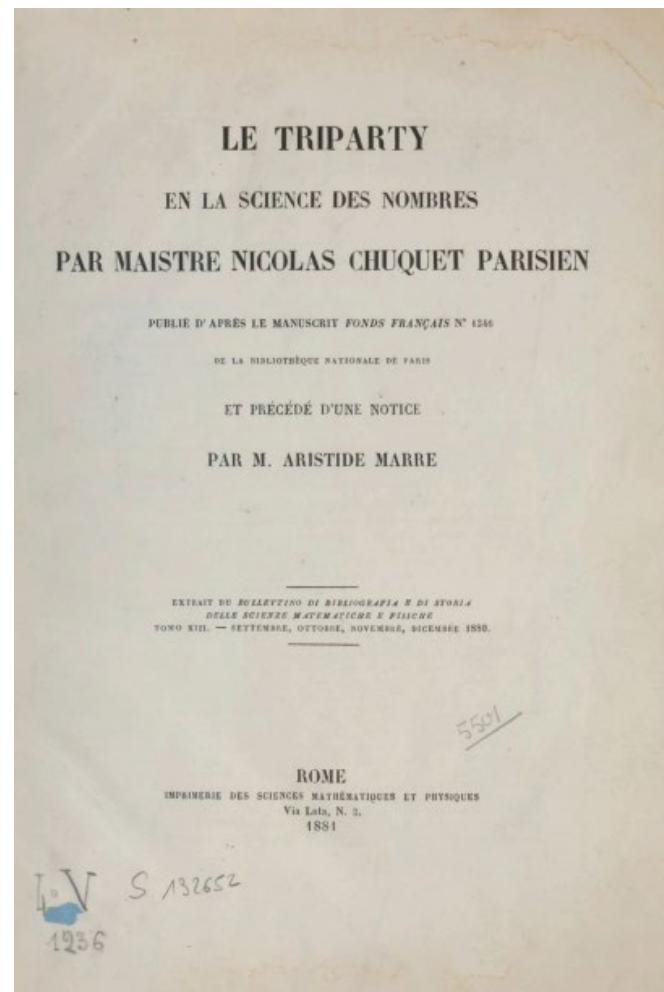 LE TRIPARTY
EN LA SCIENCE DES NOMBRES
PAR MAISTRE NICOLAS CHUQUET PARISIEN
PUBLIÉ D'APRÈS LE MANUSCRIT FONDS FRANÇAIS N° 1346
DE LA BIBLIOTHÈQUE NATIONALE DE PARIS
ET PRÉCÉDÉ D'UNE NOTICE
PAR M. ARISTIDE MARRE
EXTRAIT DU BULLETTINO DI BIBLIOGRAFIA E DI STORIA
DELLE SCIENZE MATEMATICHE E FISICHE
TOMO XIII. — SETTEMBRE, OTTOBRE, NOVEMBRE, DICEMBRE 1880.
5501
ROME
IMPRIMERIE DES SCIENCES MATHÉMATIQUES ET PHYSIQUES
Via Lata, N. 3.
1881
4° V S 132652
1236